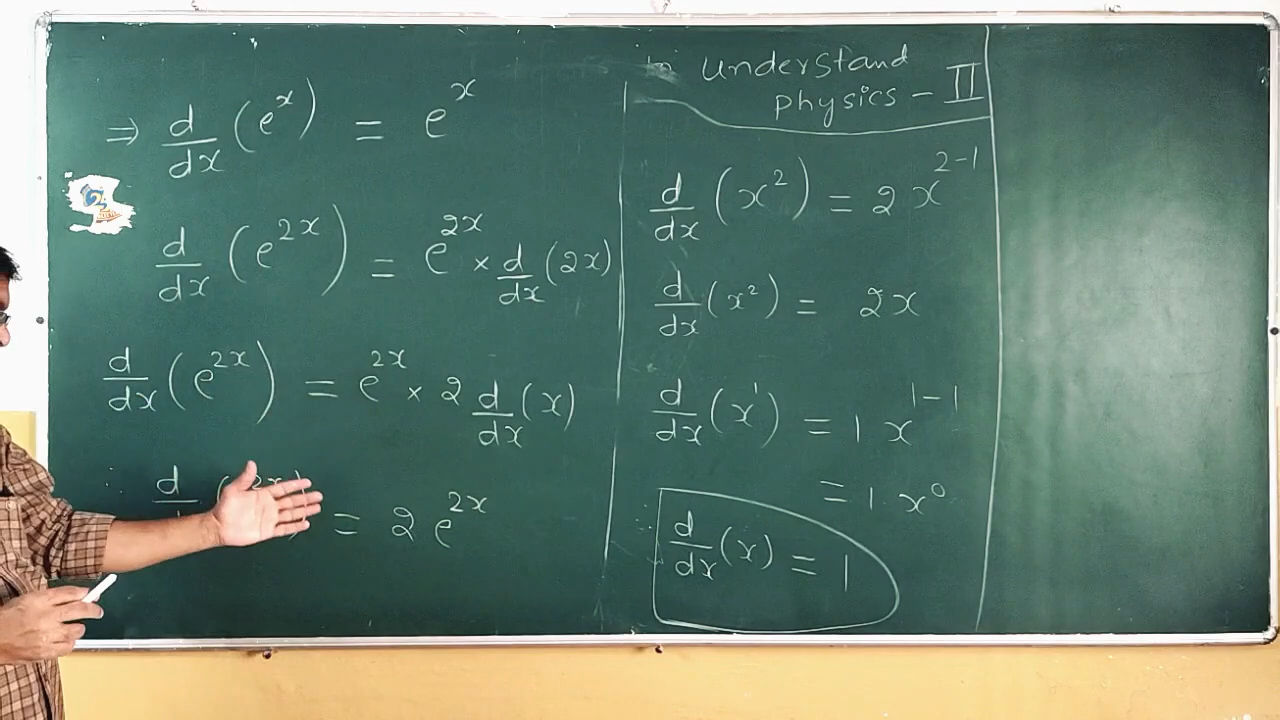 ⇒ d/dx (e^x) = e^x
d/dx (e^{2x}) = e^{2x} × d/dx (2x)
d/dx (e^{2x}) = e^{2x} × 2 d/dx (x)
∴ d = 2 e^{2x}
understand
physics - II
d/dx (x^2) = 2 x^{2-1}
d/dx (x^2) = 2x
d/dx (x^1) = 1 x^{1-1}
= 1 x^0
d/dx (x) = 1